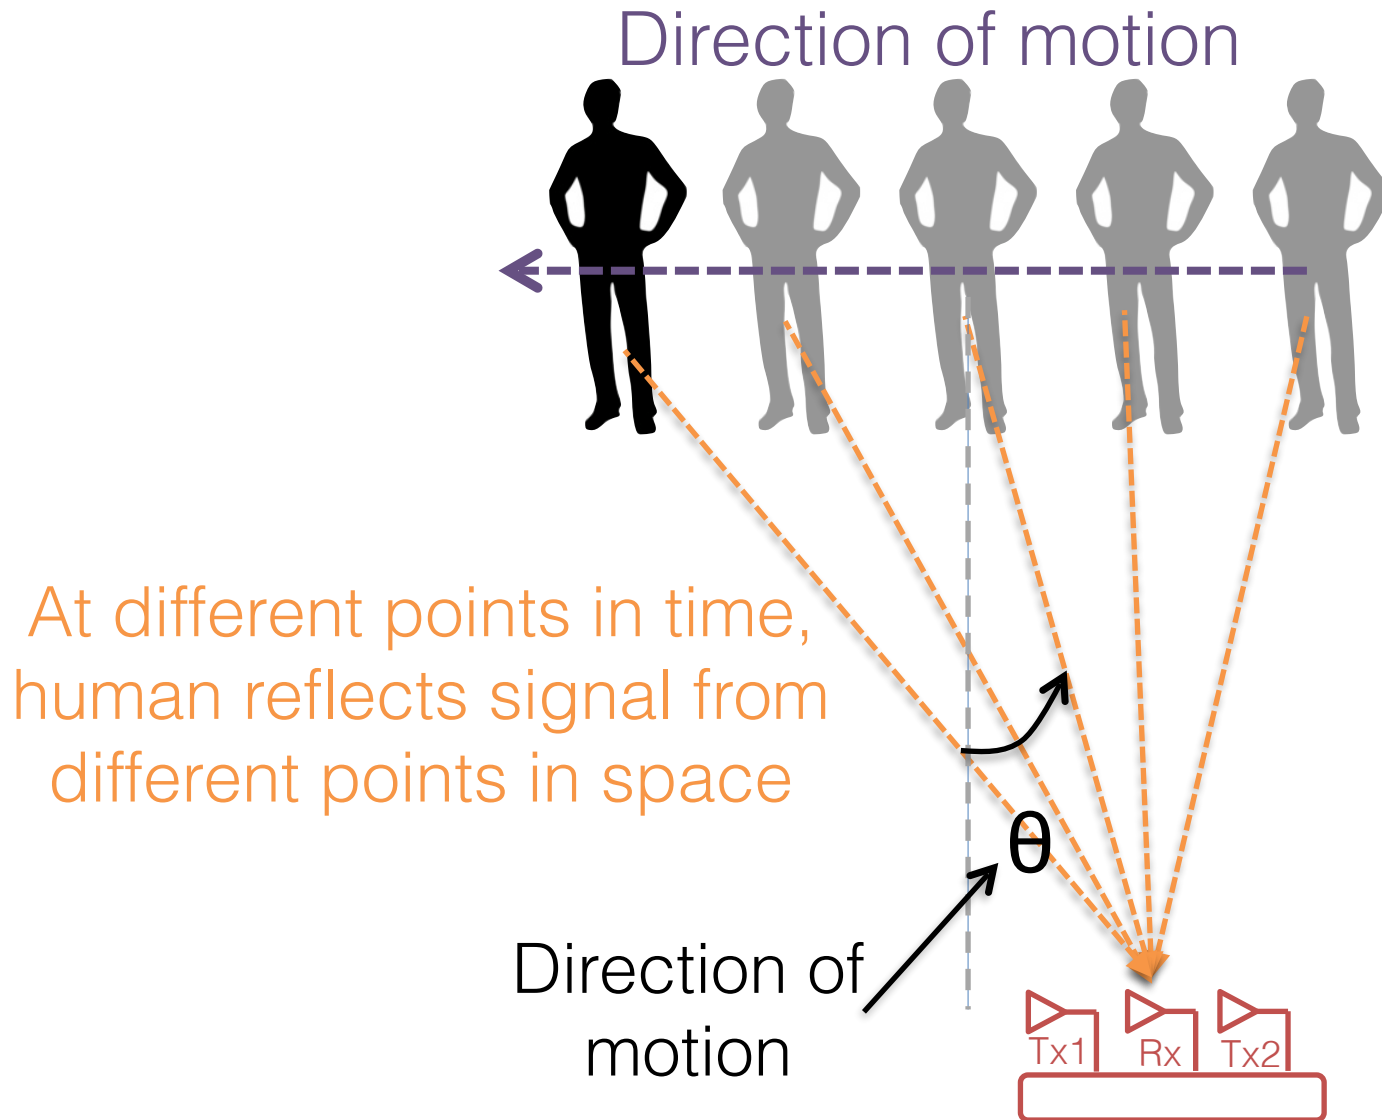 Direction of motion
At different points in time,
human reflects signal from
different points in space
θ
Direction of
motion
Tx1
Rx
Tx2